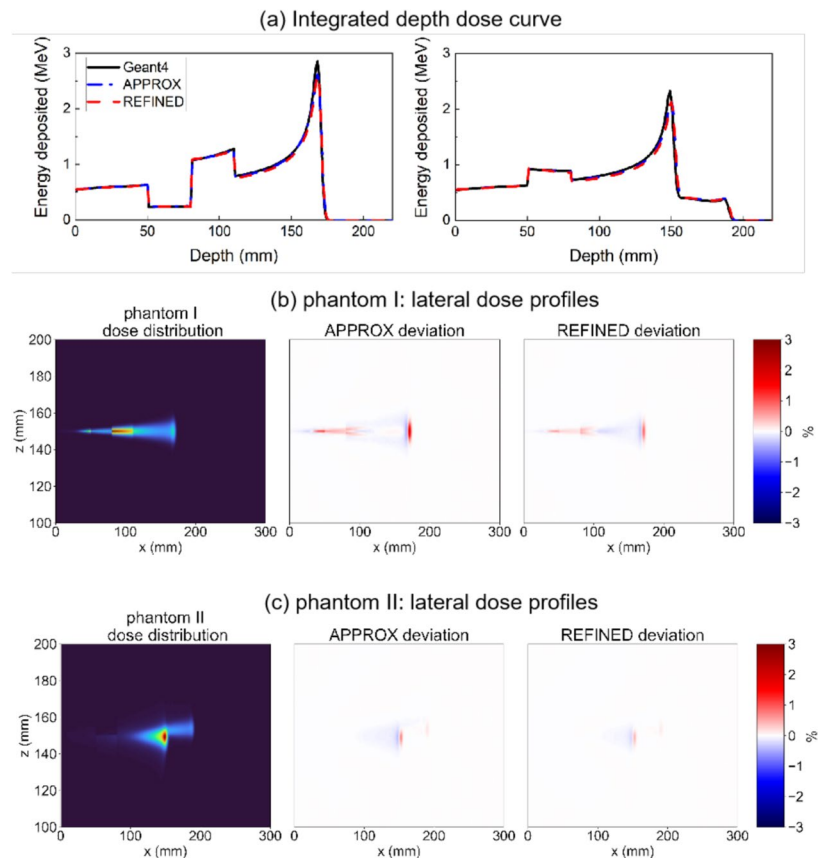 (a) Integrated depth dose curve
Energy deposited (MeV)
3
2
1
0
Geant4
APPROX
REFINED
0 50 100 150 200
Depth (mm)
Energy deposited (MeV)
3
2
1
0
0 50 100 150 200
Depth (mm)
(b) phantom I: lateral dose profiles
phantom I
dose distribution
APPROX deviation
REFINED deviation
z (mm)
200
180
160
140
120
100
0 100 200 300
x (mm)
0 100 200 300
x (mm)
0 100 200 300
x (mm)
3
2
1
0
−1
−2
−3
%
(c) phantom II: lateral dose profiles
phantom II
dose distribution
APPROX deviation
REFINED deviation
z (mm)
200
180
160
140
120
100
0 100 200 300
x (mm)
0 100 200 300
x (mm)
0 100 200 300
x (mm)
3
2
1
0
−1
−2
−3
%